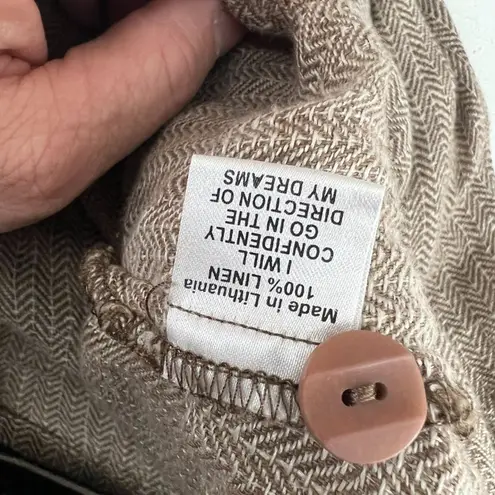 Made in Lithuania
100% LINEN
I WILL
CONFIDENTLY
GO IN THE
DIRECTION OF
MY DREAMS